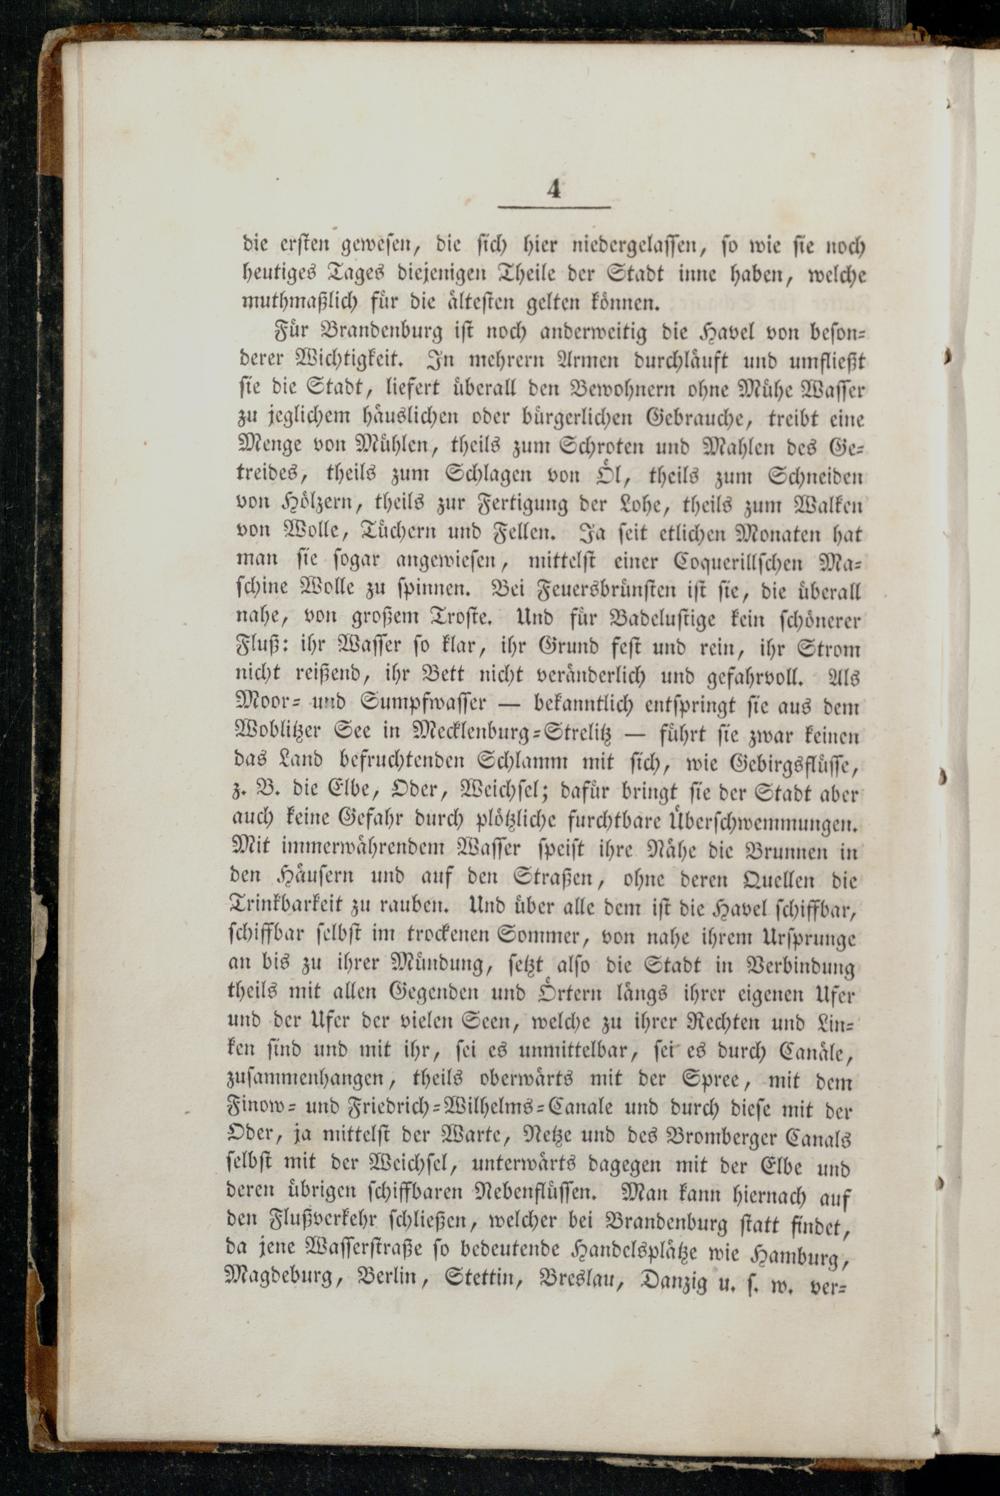 4
die ersten gewesen, die sich hier niedergelassen, so wie sie noch
heutiges Tages diejenigen Theile der Stadt inne haben, welche
muthmaßlich für die ältesten gelten können.
Für Brandenburg ist noch anderweitig die Havel von beson-
derer Wichtigkeit. In mehrern Armen durchläuft und umfließt
sie die Stadt, liefert überall den Bewohnern ohne Mühe Wasser
zu jeglichem häuslichen oder bürgerlichen Gebrauche, treibt eine
Menge von Mühlen, theils zum Schroten und Mahlen des Ge-
treides, theils zum Schlagen von Öl, theils zum Schneiden
von Hölzern, theils zur Fertigung der Lohe, theils zum Walken
von Wolle, Tüchern und Fellen. Ja seit etlichen Monaten hat
man sie sogar angewiesen, mittelst einer Coquerillschen Ma-
schine Wolle zu spinnen. Bei Feuersbrünsten ist sie, die überall
nahe, von großem Troste. Und für Badelustige kein schönerer
Fluß: ihr Wasser so klar, ihr Grund fest und rein, ihr Strom
nicht reißend, ihr Bett nicht veränderlich und gefahrvoll. Als
Moor- und Sumpfwasser — bekanntlich entspringt sie aus dem
Woblitzer See in Mecklenburg-Strelitz — führt sie zwar keinen
das Land befruchtenden Schlamm mit sich, wie Gebirgsflüsse,
z. B. die Elbe, Oder, Weichsel; dafür bringt sie der Stadt aber
auch keine Gefahr durch plötzliche furchtbare Überschwemmungen.
Mit immerwährendem Wasser speist ihre Nähe die Brunnen in
den Häusern und auf den Straßen, ohne deren Quellen die
Trinkbarkeit zu rauben. Und über alle dem ist die Havel schiffbar,
schiffbar selbst im trockenen Sommer, von nahe ihrem Ursprunge
an bis zu ihrer Mündung, setzt also die Stadt in Verbindung
theils mit allen Gegenden und Örtern längs ihrer eigenen Ufer
und der Ufer der vielen Seen, welche zu ihrer Rechten und Lin-
ken sind und mit ihr, sei es unmittelbar, sei es durch Canäle,
zusammenhangen, theils oberwärts mit der Spree, mit dem
Finow- und Friedrich-Wilhelms-Canale und durch diese mit der
Oder, ja mittelst der Warte, Netze und des Bromberger Canals
selbst mit der Weichsel, unterwärts dagegen mit der Elbe und
deren übrigen schiffbaren Nebenflüssen. Man kann hiernach auf
den Flußverkehr schließen, welcher bei Brandenburg statt findet,
da jene Wasserstraße so bedeutende Handelsplätze wie Hamburg,
Magdeburg, Berlin, Stettin, Breslau, Danzig u. s. w. ver-